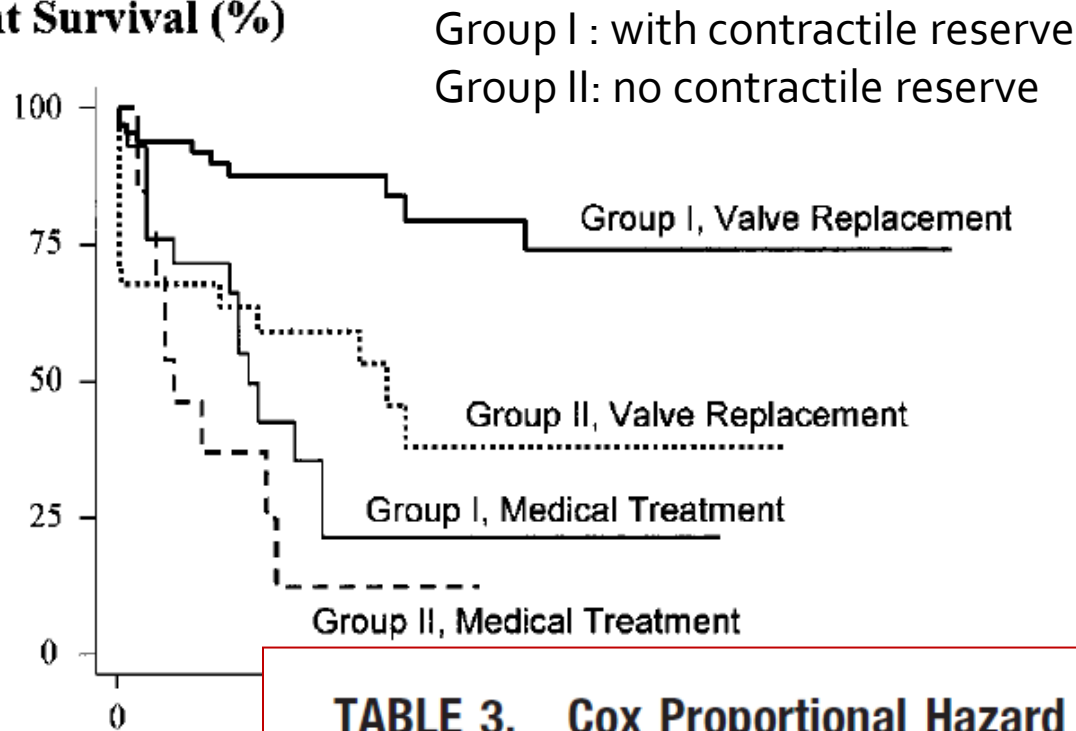 t Survival (%)
Group I : with contractile reserve
Group II: no contractile reserve
100
Group I, Valve Replacement
75
50
Group II, Valve Replacement
25
Group I, Medical Treatment
Group II, Medical Treatment
0
0
TABLE 3. Cox Proportional Hazard